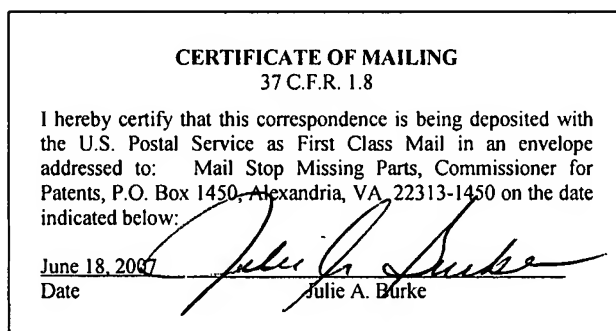 CERTIFICATE OF MAILING
37 C.F.R. 1.8
I hereby certify that this correspondence is being deposited with
the U.S. Postal Service as First Class Mail in an envelope
addressed to: Mail Stop Missing Parts, Commissioner for
Patents, P.O. Box 1450, Alexandria, VA 22313-1450 on the date
indicated below:
Julie A Burke
June 18, 2007
Date Julie A. Burke